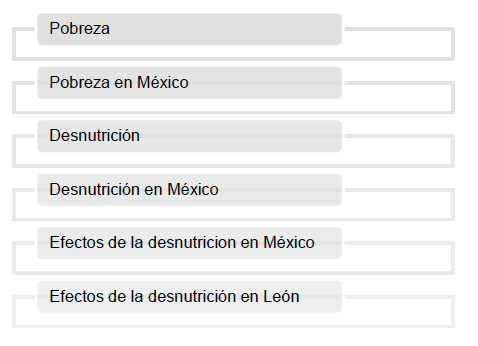 Pobreza
Pobreza en México
Desnutrición
Desnutrición en México
Efectos de la desnutricion en México
Efectos de la desnutrición en León